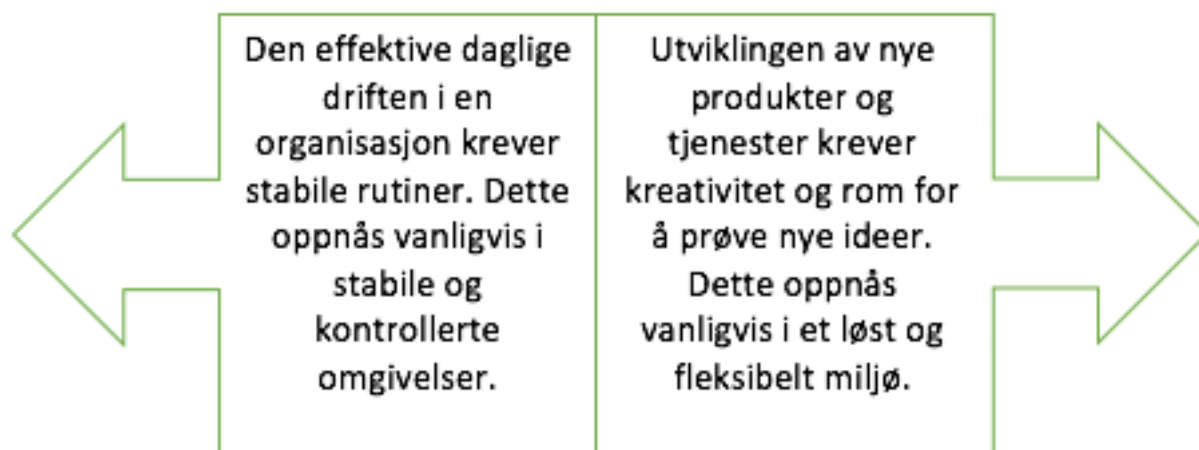 Den effektive daglige
driften i en
organisasjon krever
stabile rutiner. Dette
oppnås vanligvis i
stabile og
kontrollerte
omgivelser.
Utviklingen av nye
produkter og
tjenester krever
kreativitet og rom for
å prøve nye ideer.
Dette oppnås
vanligvis i et løst og
fleksibelt miljø.